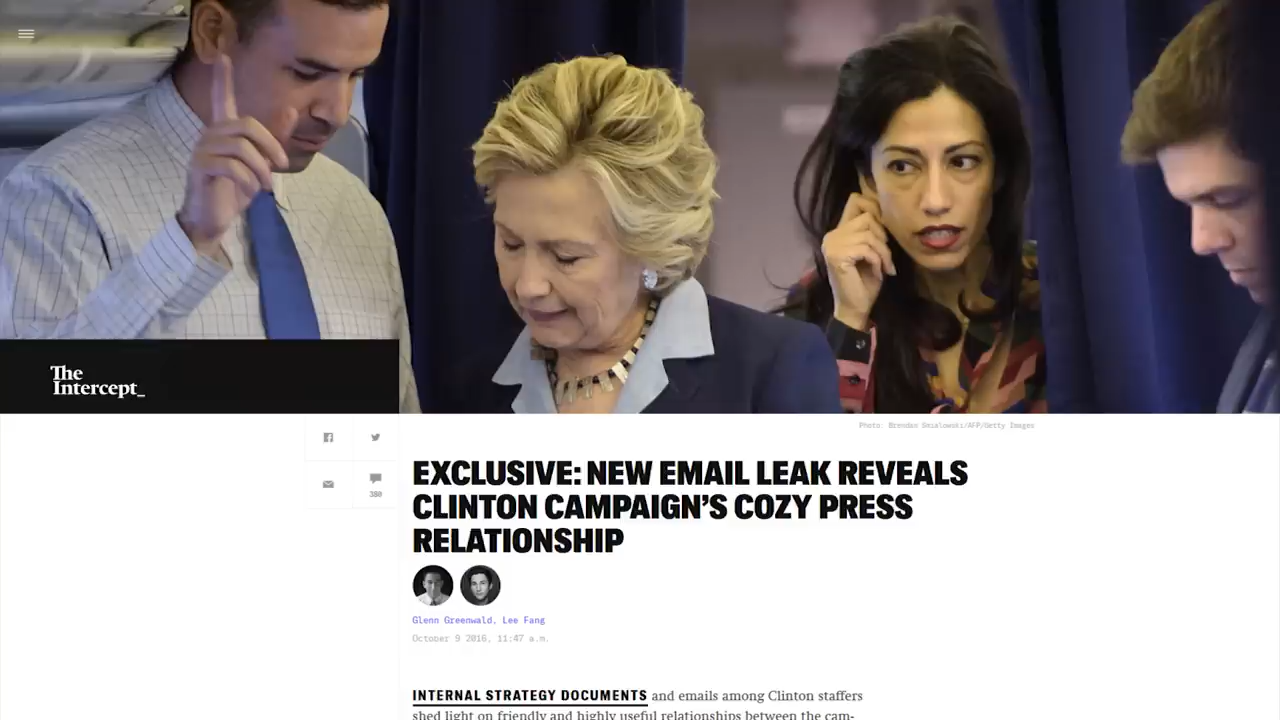 The
Intercept_
Photo: Brendan Smialowski/AFP/Getty Images
380
EXCLUSIVE: NEW EMAIL LEAK REVEALS
CLINTON CAMPAIGN’S COZY PRESS
RELATIONSHIP
Glenn Greenwald, Lee Fang
October 9 2016, 11:47 a.m.
INTERNAL STRATEGY DOCUMENTS and emails among Clinton staffers
shed light on friendly and highly useful relationships between the cam-